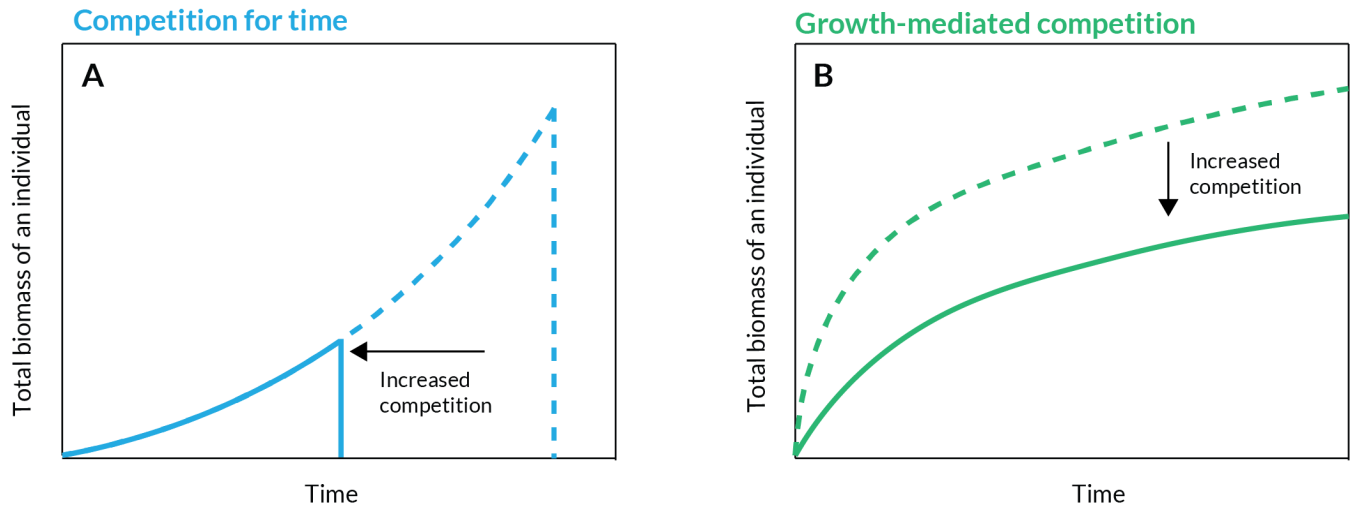 Competition for time
A
Total biomass of an individual
Increased
competition
Time
Growth-mediated competition
B
Total biomass of an individual
Increased
competition
Time